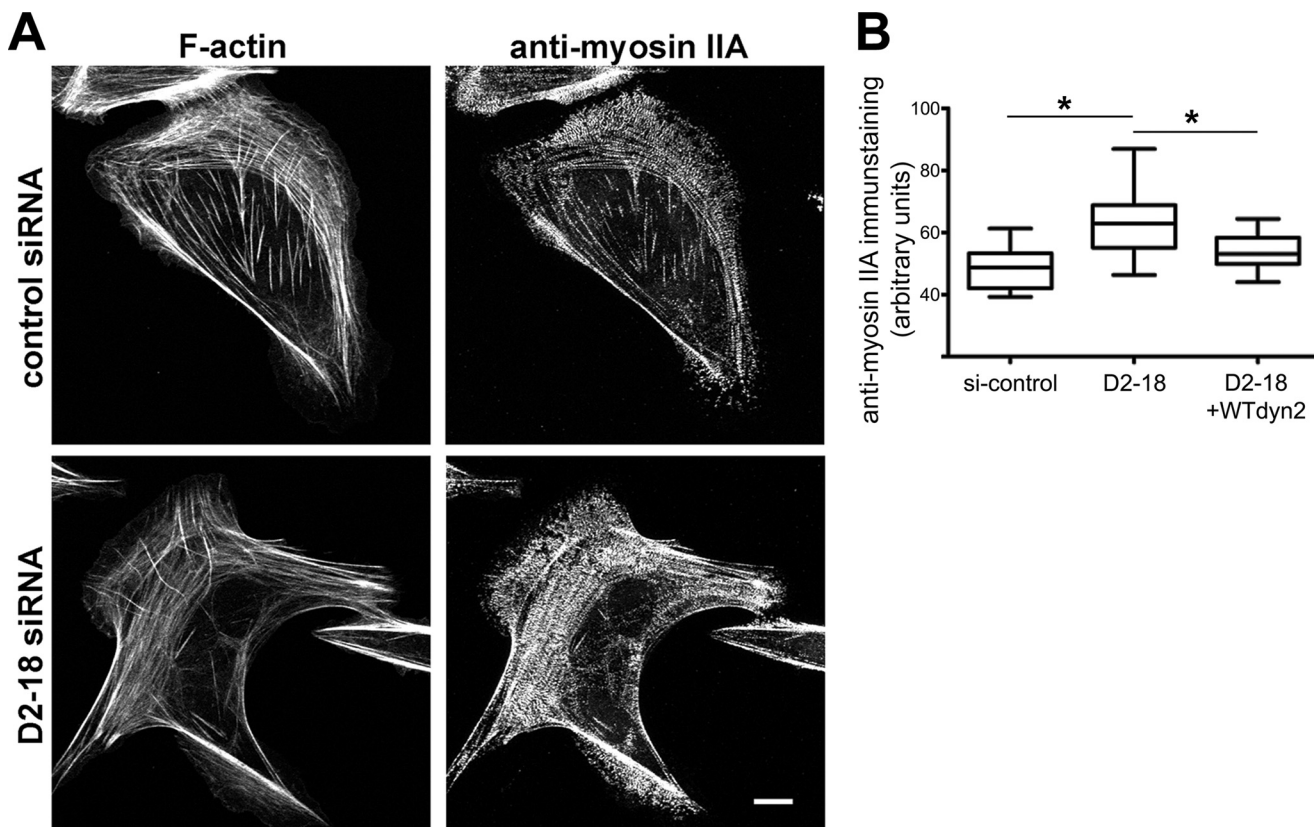 A
F-actin
anti-myosin IIA
control siRNA
D2-18 siRNA
B
anti-myosin IIA immunstaining
(arbitrary units)
100
80
60
40
*
*
si-control
D2-18
D2-18
+WTdyn2